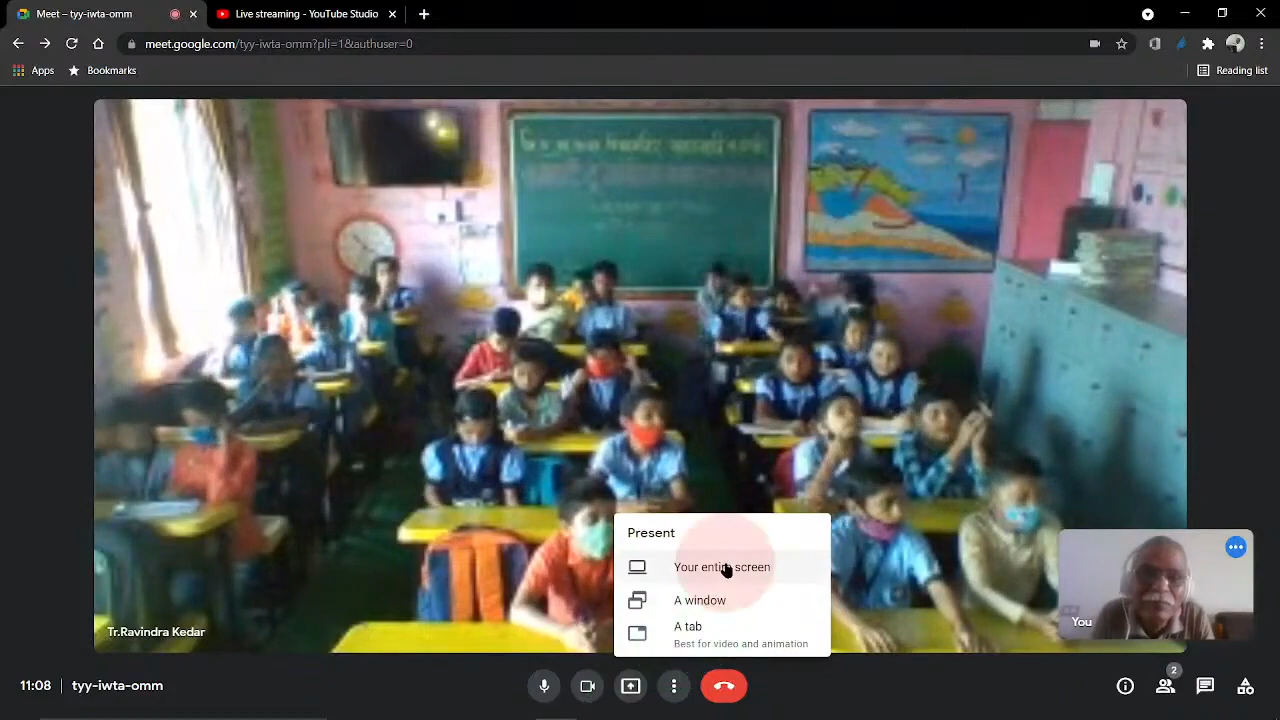 Meet – tyy-iwta-omm
Live streaming - YouTube Studio
meet.google.com/tyy-iwta-omm?pli=1&authuser=0
Apps
Bookmarks
Reading list
Present
Your entire screen
A window
A tab
Best for video and animation
Tr.Ravindra Kedar
You
11:08 | tyy-iwta-omm
2